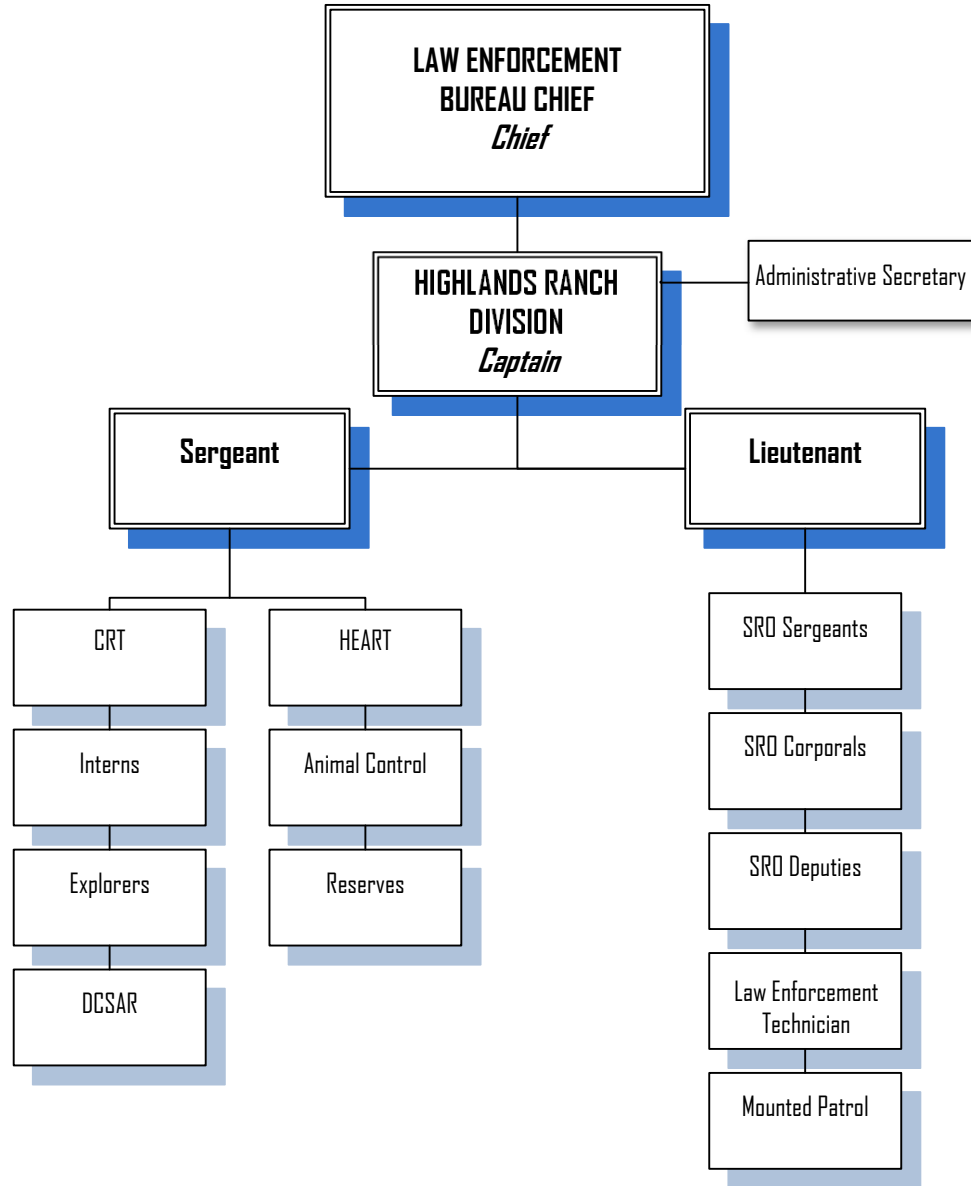 LAW ENFORCEMENT
BUREAU CHIEF
Chief
HIGHLANDS RANCH
DIVISION
Captain
Administrative Secretary
Sergeant
Lieutenant
CRT
HEART
SRO Sergeants
Interns
Animal Control
SRO Corporals
Explorers
Reserves
SRO Deputies
DCSAR
Law Enforcement
Technician
Mounted Patrol